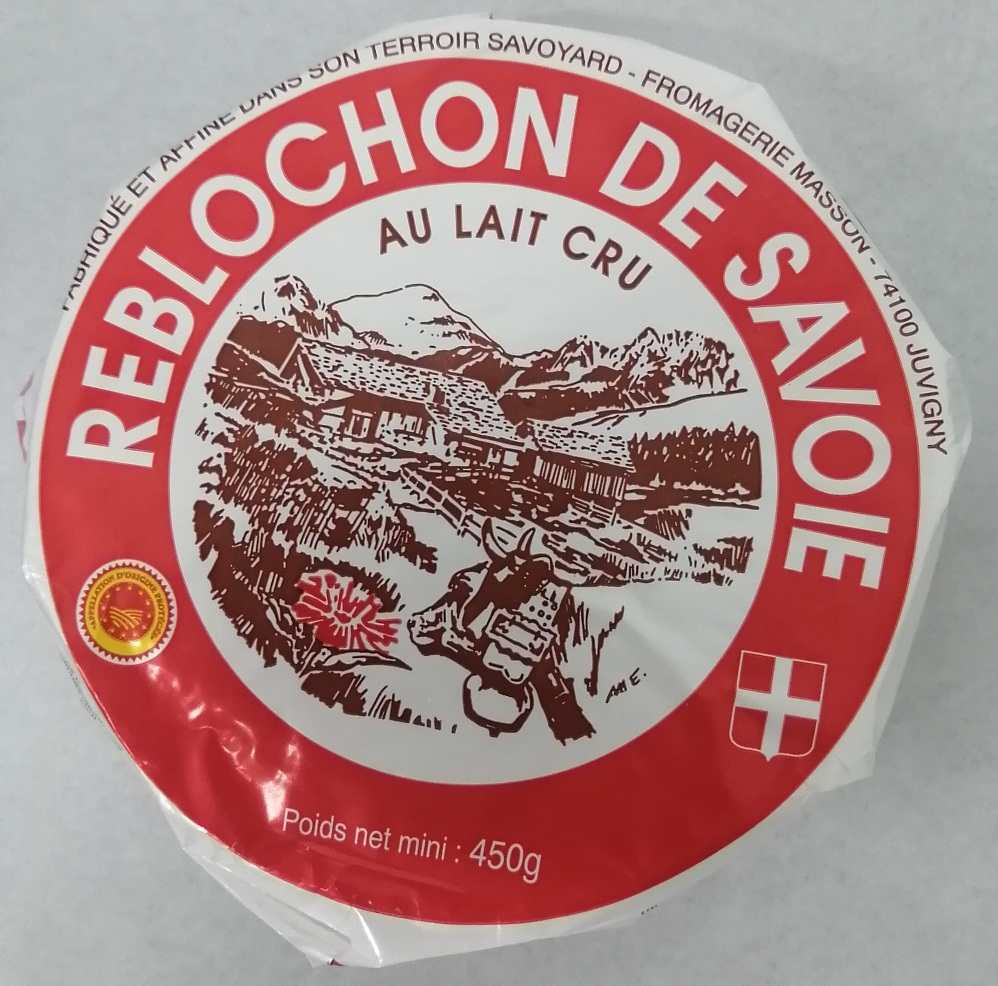 FABRIQUÉ ET AFFINÉ DANS SON TERROIR SAVOYARD - FROMAGERIE MASSON - 74100 JUVIGNY
REBLOCHON DE SAVOIE
AU LAIT CRU
APPELLATION D'ORIGINE PROTÉGÉE
Poids net mini : 450g